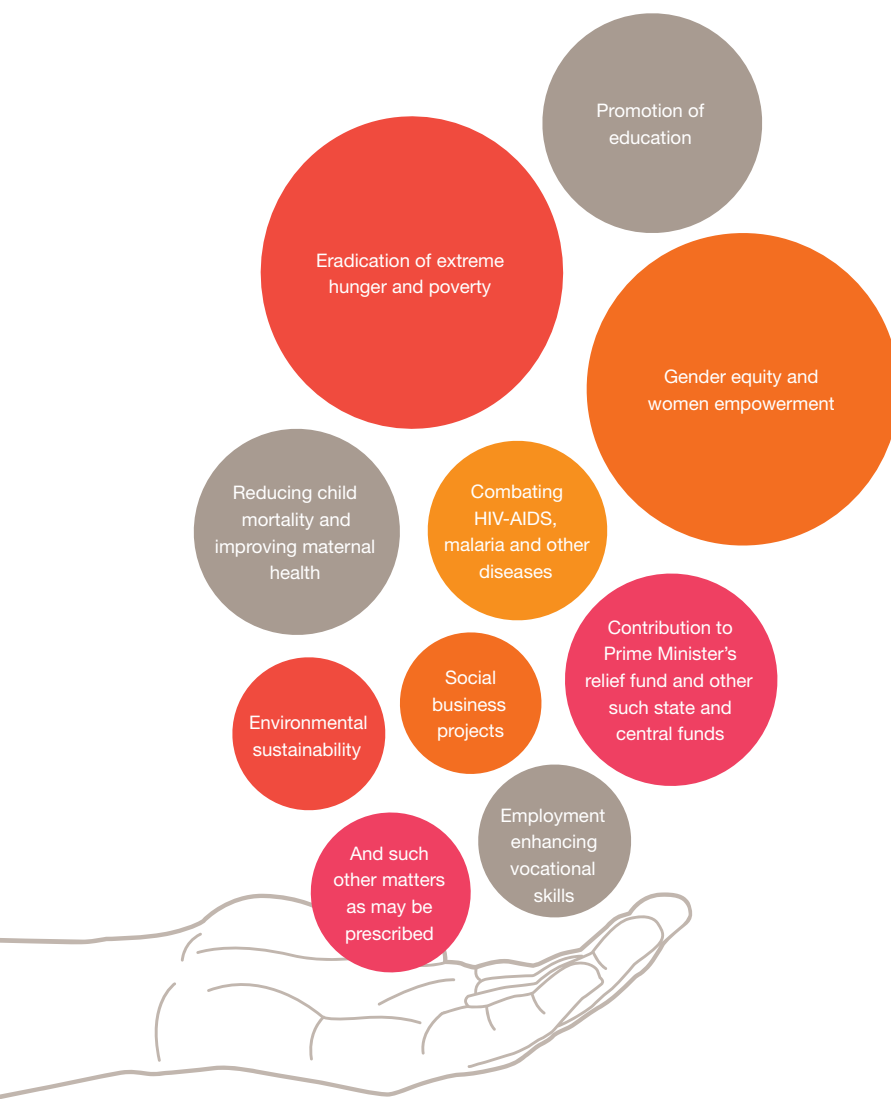 Promotion of
education
Eradication of extreme
hunger and poverty
Gender equity and
women empowerment
Reducing child
mortality and
improving maternal
health
Combating
HIV-AIDS,
malaria and other
diseases
Contribution to
Prime Minister’s
relief fund and other
such state and
central funds
Social
business
projects
Environmental
sustainability
Employment
enhancing
vocational
skills
And such
other matters
as may be
prescribed